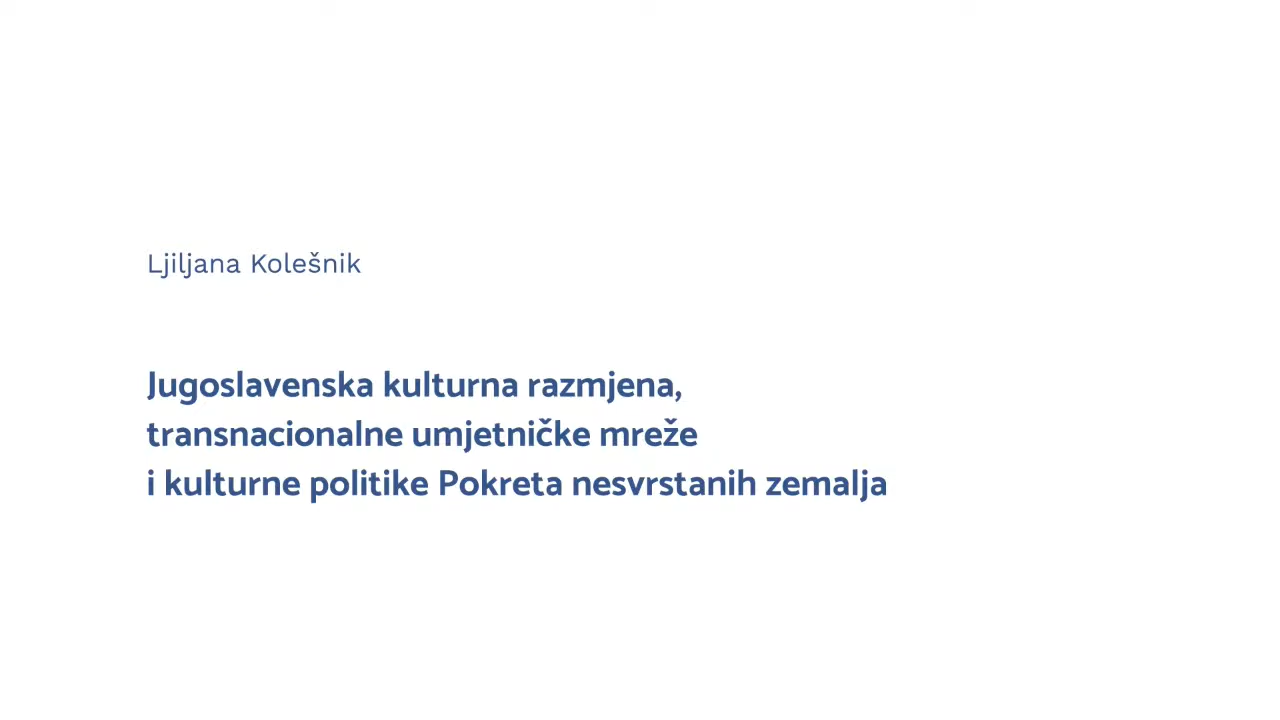 Ljiljana Kolešnik
Jugoslavenska kulturna razmjena,
transnacionalne umjetničke mreže
i kulturne politike Pokreta nesvrstanih zemalja